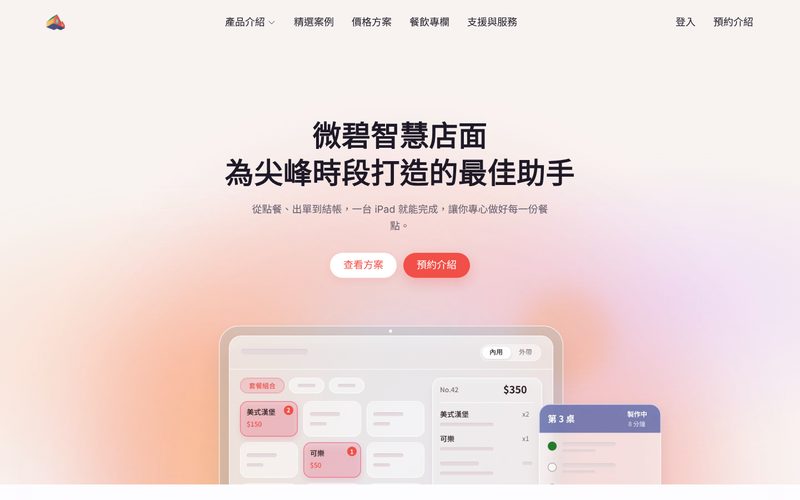 產品介紹
精選案例
價格方案
餐飲專欄
支援與服務
登入
預約介紹
微碧智慧店面
為尖峰時段打造的最佳助手
從點餐、出單到結帳，一台 iPad 就能完成，讓你專心做好每一份餐
點。
查看方案
預約介紹
內用
外帶
套餐組合
美式漢堡
2
$150
可樂
1
$50
No.42
$350
美式漢堡
x2
可樂
x1
第 3 桌
製作中
8 分鐘